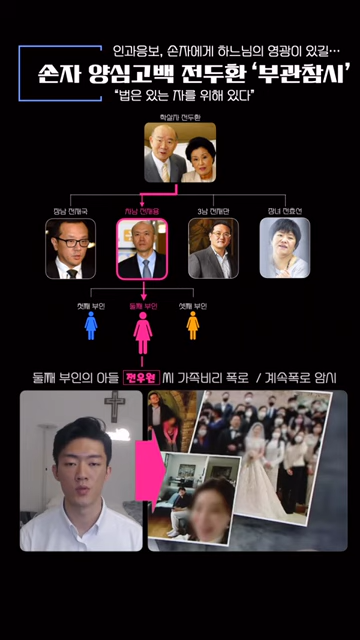 인과응보, 손자에게 하느님의 영광이 있길...
손자 양심고백 전두환 '부관참시'
“법은 있는 자를 위해 있다”
학살자 전두환
장남 전재국
차남 전재용
3남 전재만
장녀 전효선
첫째 부인
둘째 부인
셋째 부인
둘째 부인의 아들 전우원 씨 가족비리 폭로 / 계속폭로 암시